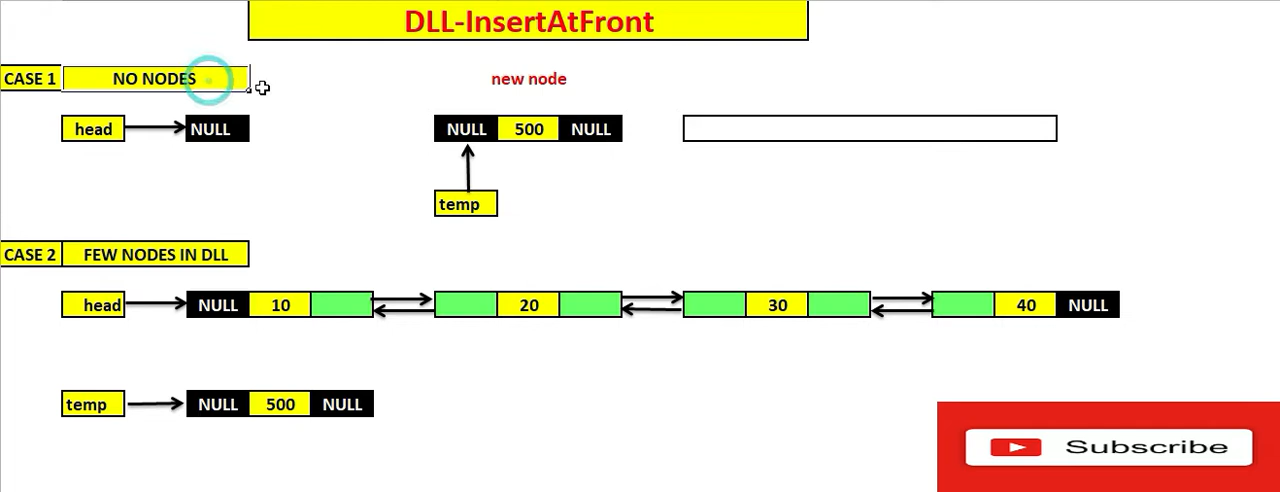 DLL-InsertAtFront
CASE 1 NO NODES new node
head NULL NULL 500 NULL
temp
CASE 2 FEW NODES IN DLL
head NULL 10 20 30 40 NULL
temp NULL 500 NULL
Subscribe